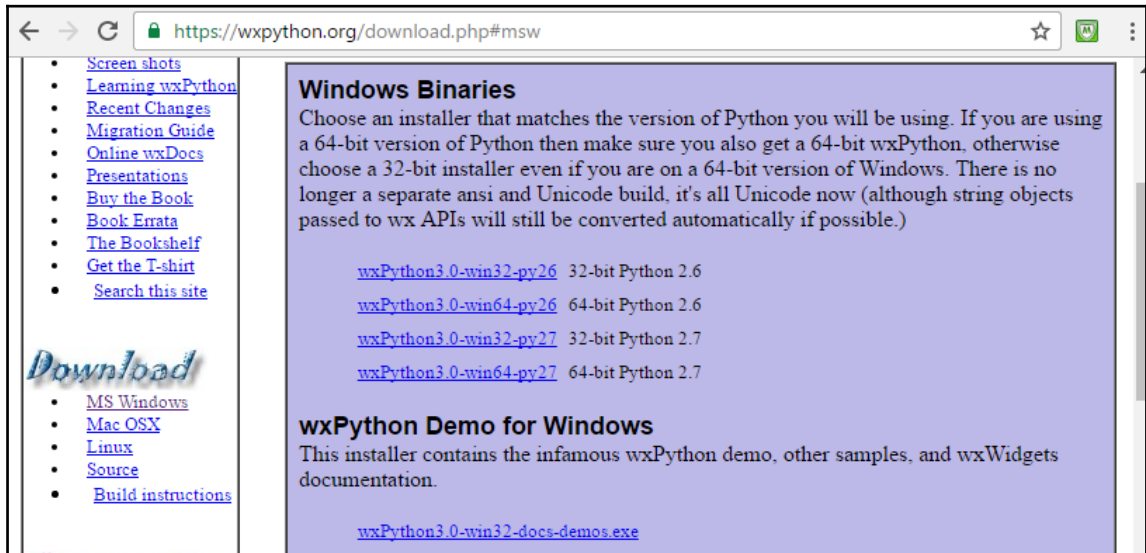 https://wxpython.org/download.php#msw
Screen shots
Learning wxPython
Recent Changes
Migration Guide
Online wxDocs
Presentations
Buy the Book
Book Errata
The Bookshelf
Get the T-shirt
Search this site
Download
MS Windows
Mac OSX
Linux
Source
Build instructions
Windows Binaries
Choose an installer that matches the version of Python you will be using. If you are using
a 64-bit version of Python then make sure you also get a 64-bit wxPython, otherwise
choose a 32-bit installer even if you are on a 64-bit version of Windows. There is no
longer a separate ansi and Unicode build, it's all Unicode now (although string objects
passed to wx APIs will still be converted automatically if possible.)
wxPython3.0-win32-py26 32-bit Python 2.6
wxPython3.0-win64-py26 64-bit Python 2.6
wxPython3.0-win32-py27 32-bit Python 2.7
wxPython3.0-win64-py27 64-bit Python 2.7
wxPython Demo for Windows
This installer contains the infamous wxPython demo, other samples, and wxWidgets
documentation.
wxPython3.0-win32-docs-demos.exe